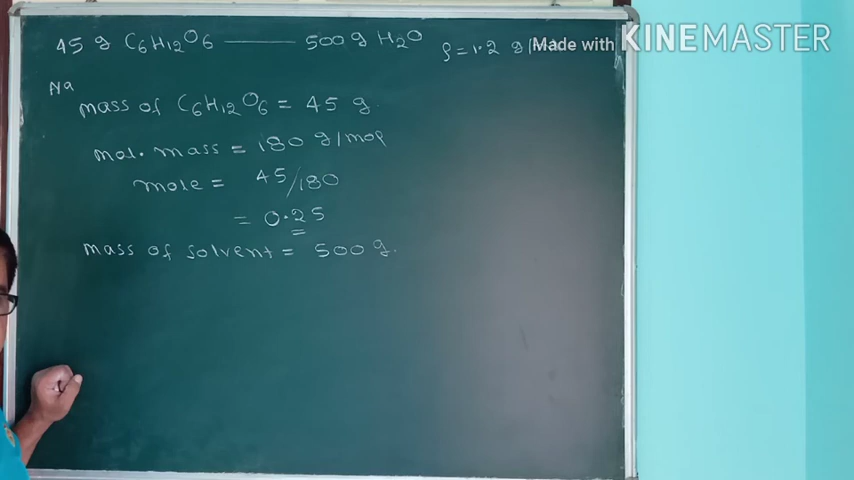 45 g C6H12O6 —— 500 g H2O ρ = 1.2 g/
Made with KINEMASTER
Na
mass of C6H12O6 = 45 g.
mol. mass = 180 g/mol
mole = 45/180
= 0.25
mass of solvent = 500 g.